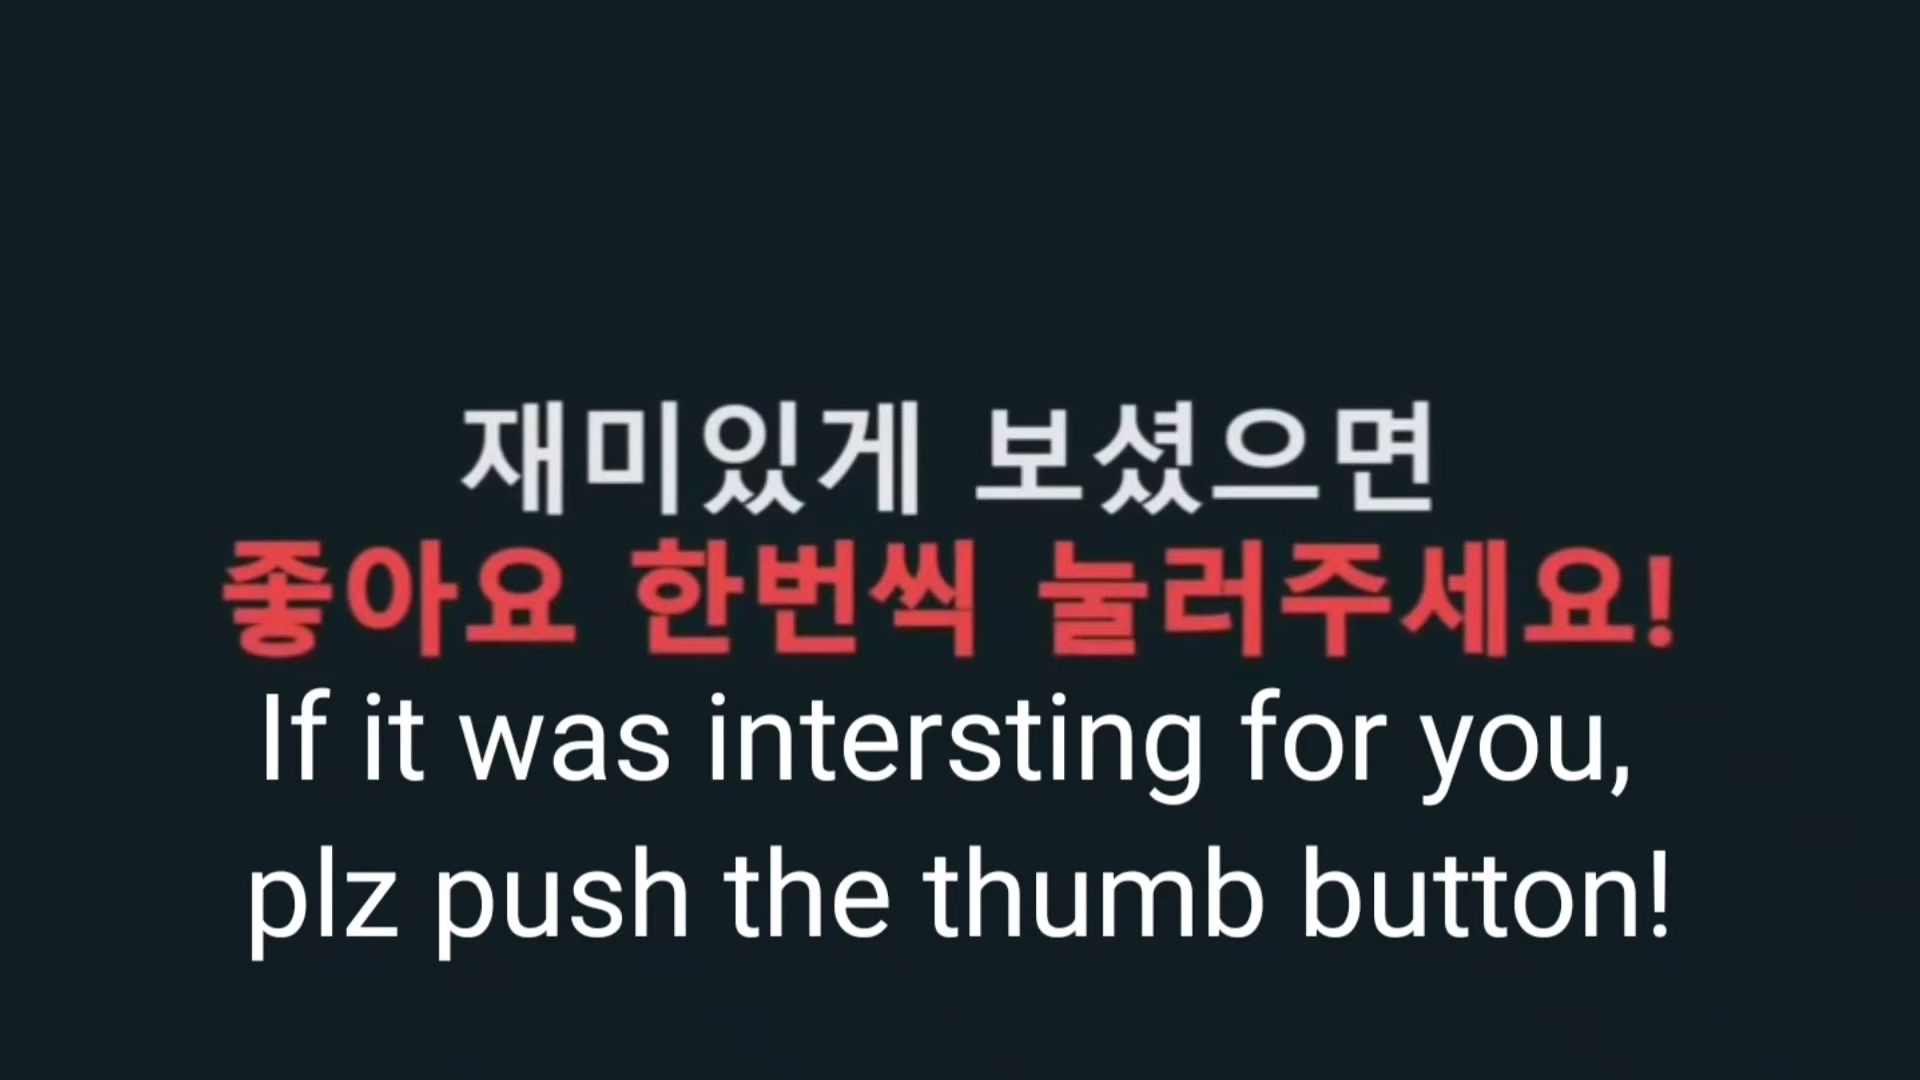 재미있게 보셨으면
좋아요 한번씩 눌러주세요!
If it was intersting for you,
plz push the thumb button!